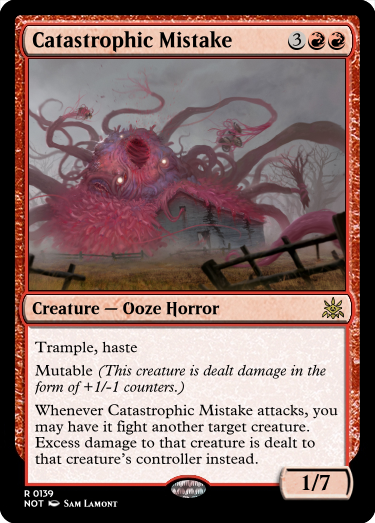 Catastrophic Mistake 3
Creature — Ooze Horror
Trample, haste
Mutable (This creature is dealt damage in the
form of +1/-1 counters.)
Whenever Catastrophic Mistake attacks, you
may have it fight another target creature.
Excess damage to that creature is dealt to
that creature's controller instead.
1/7
R 0139
NOT Sam Lamont